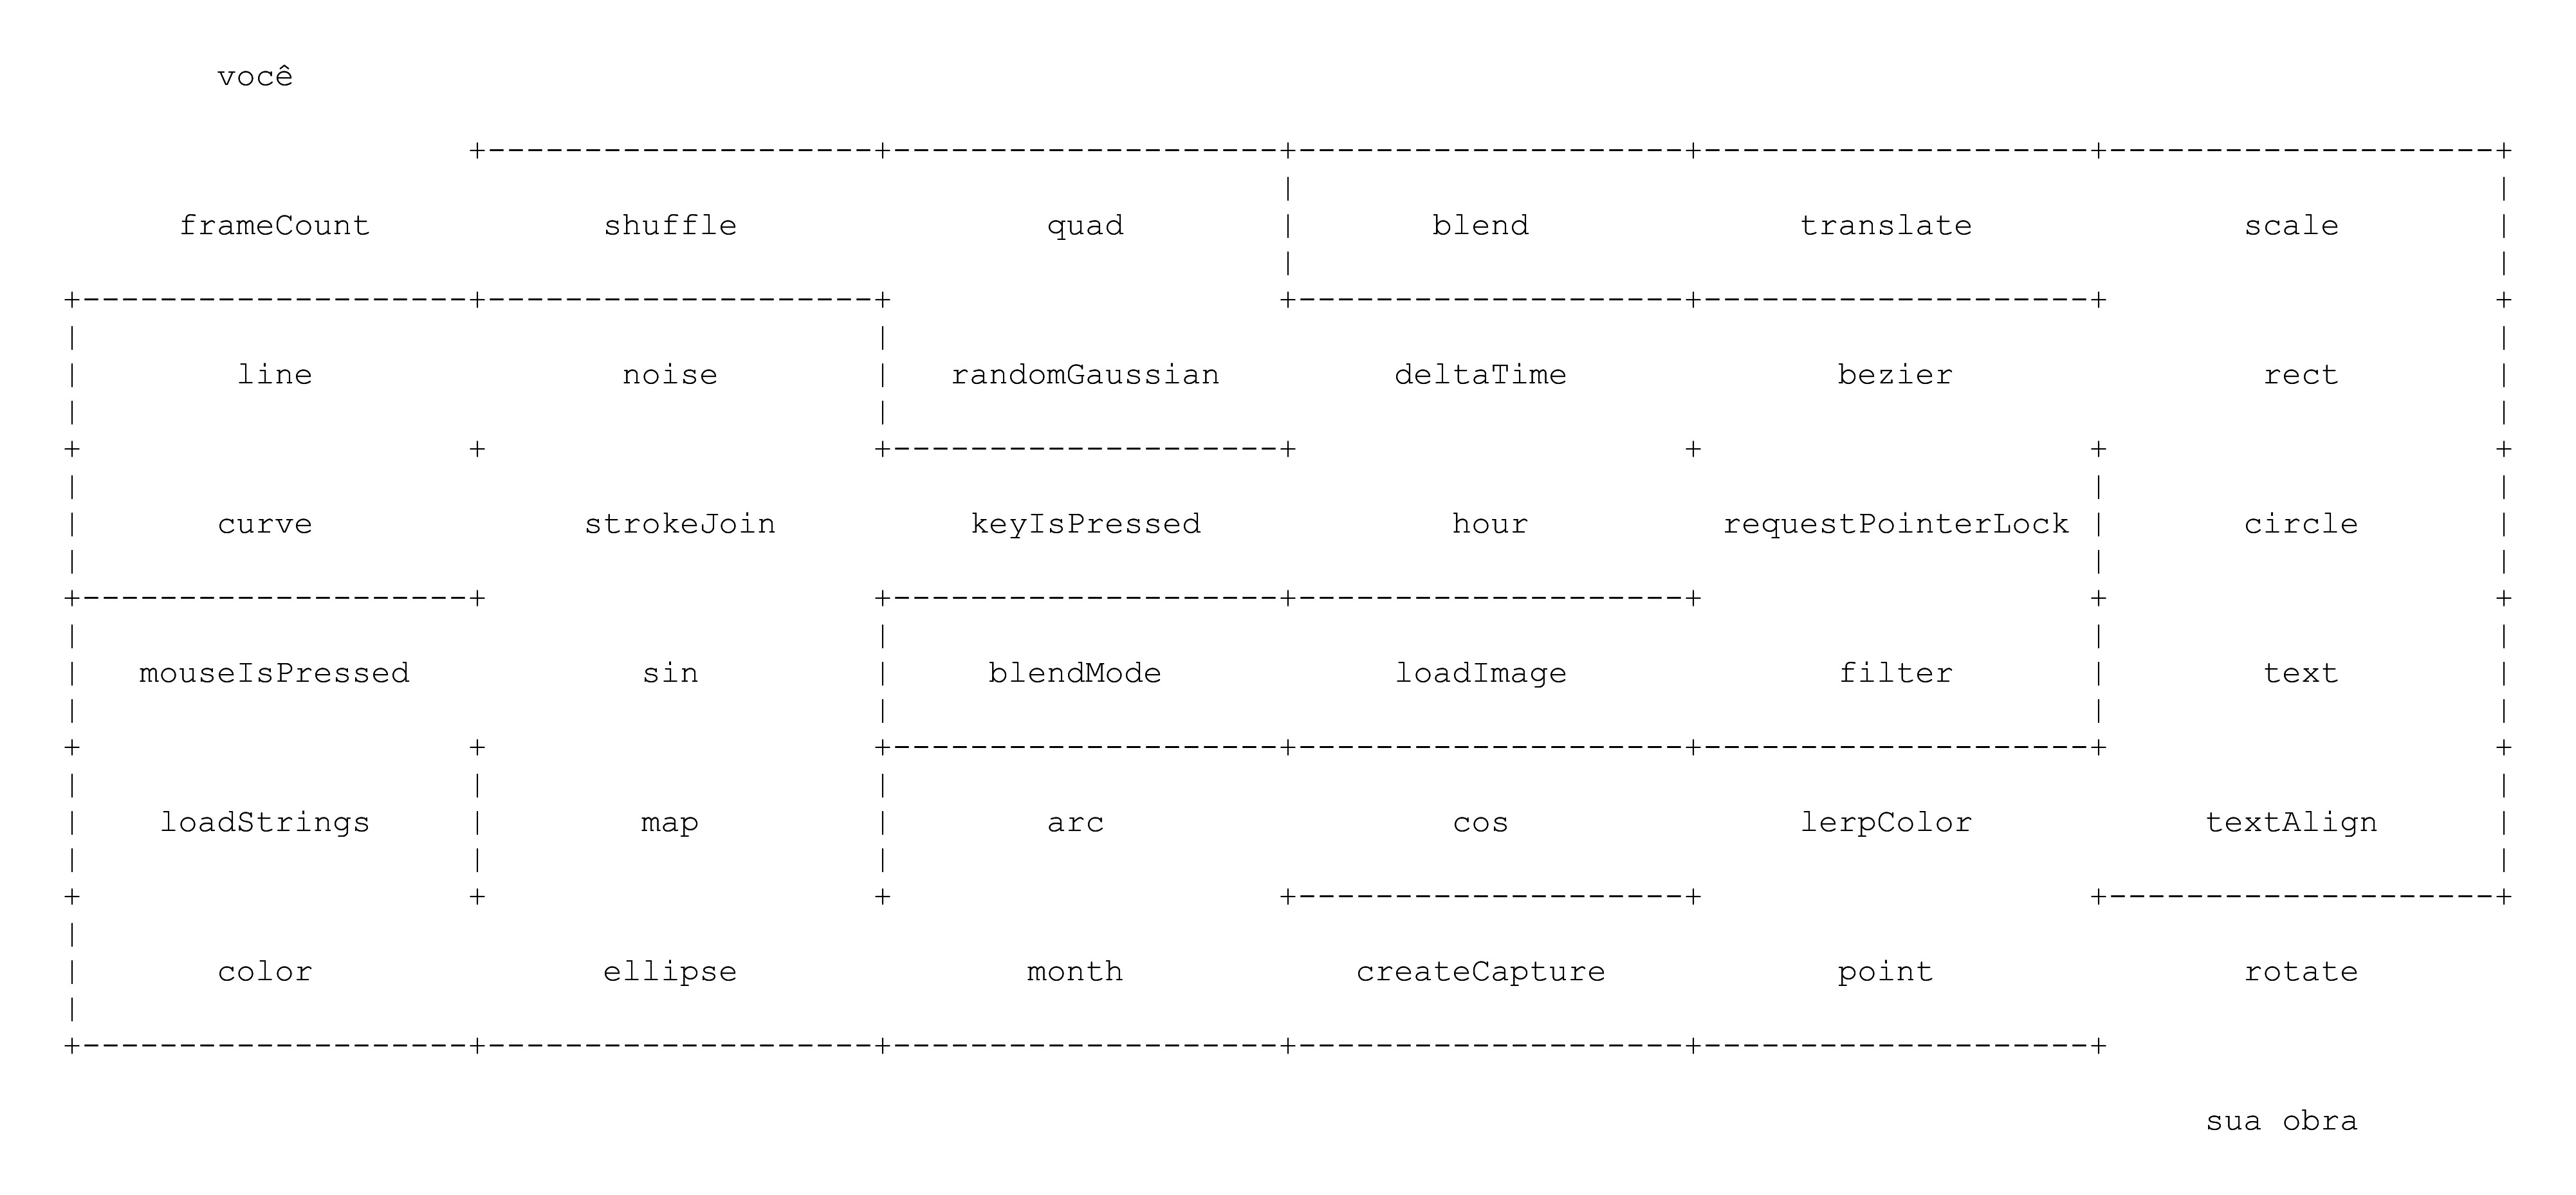 você
frameCount shuffle quad blend translate scale
line noise randomGaussian deltaTime bezier rect
curve strokeJoin keyIsPressed hour requestPointerLock circle
mouseIsPressed sin blendMode loadImage filter text
loadStrings map arc cos lerpColor textAlign
color ellipse month createCapture point rotate
sua obra